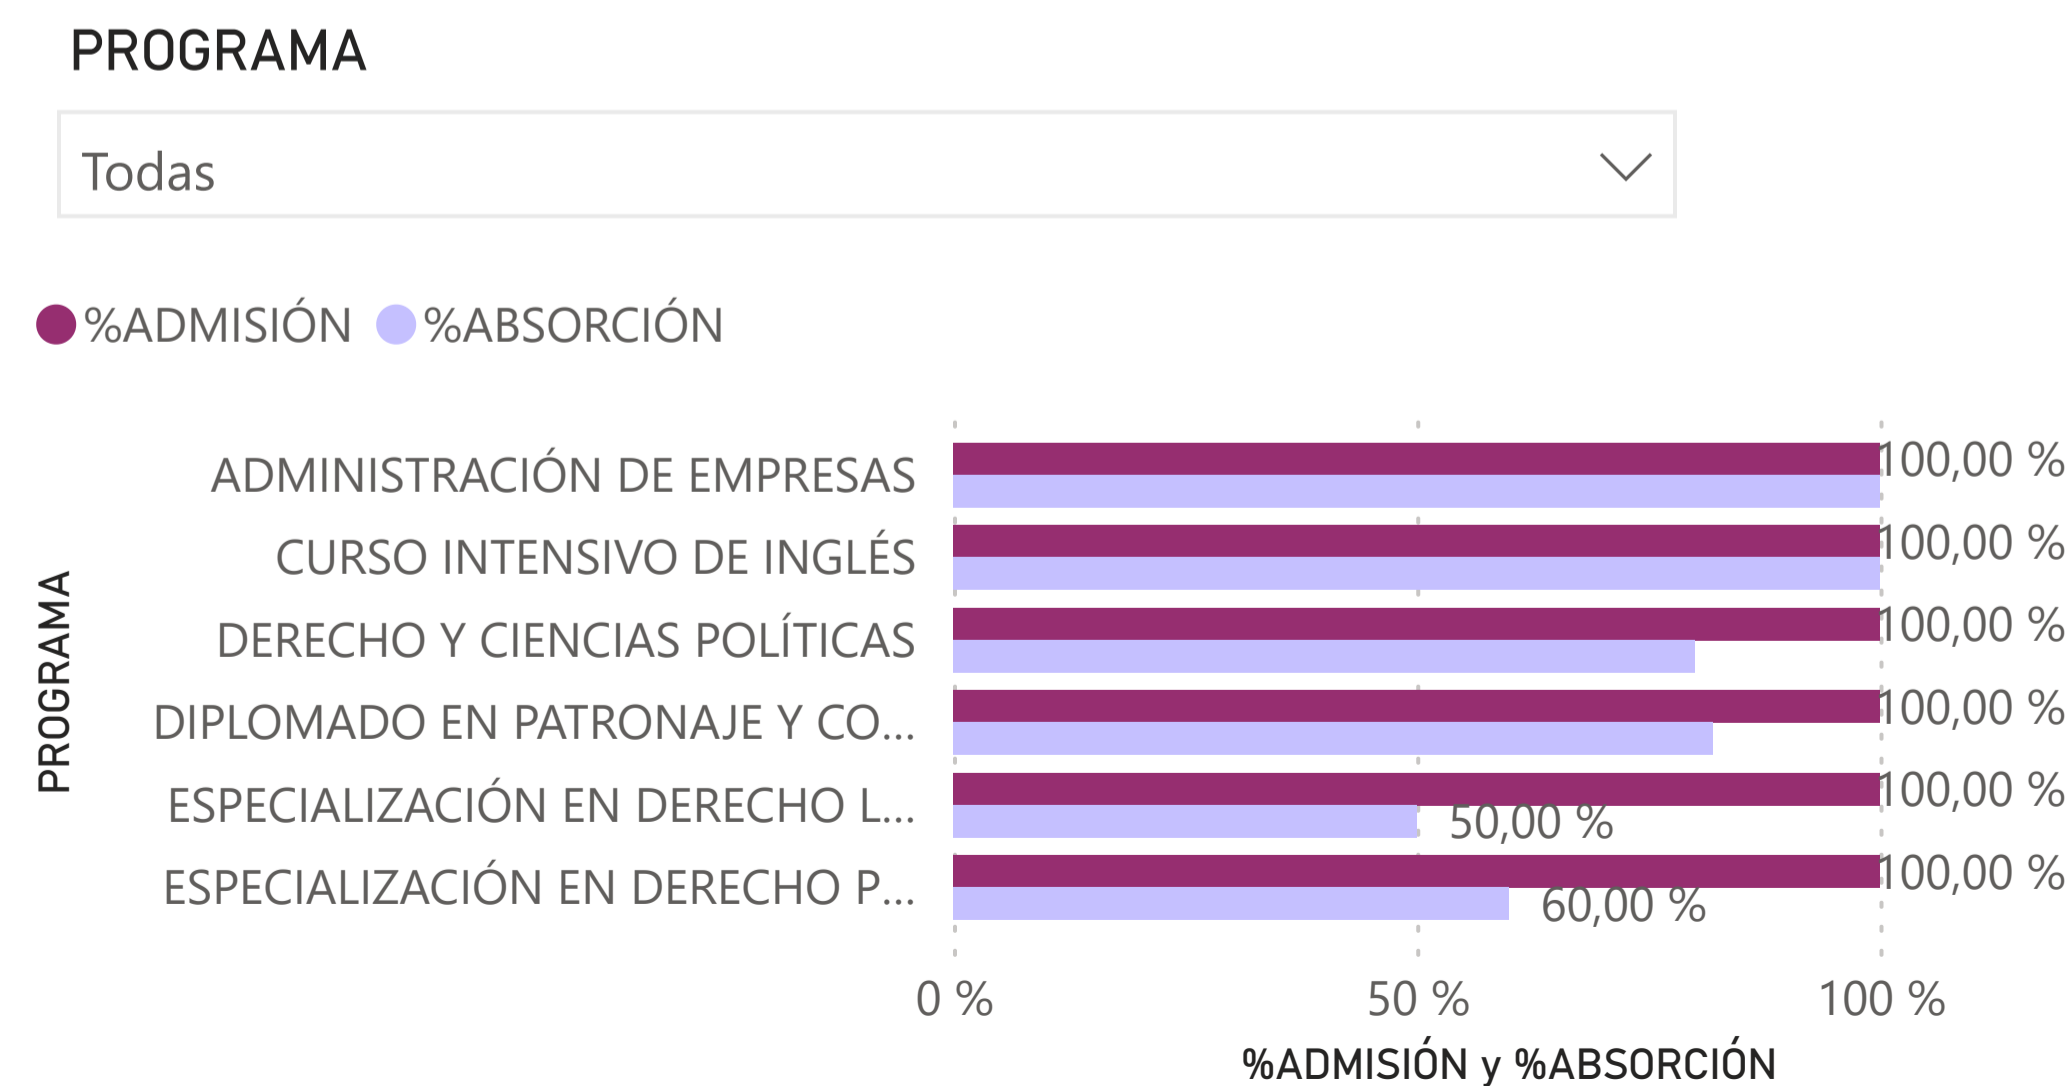 PROGRAMA
Todas
%ADMISIÓN %ABSORCIÓN
PROGRAMA
ADMINISTRACIÓN DE EMPRESAS 100,00 %
CURSO INTENSIVO DE INGLÉS 100,00 %
DERECHO Y CIENCIAS POLÍTICAS 100,00 %
DIPLOMADO EN PATRONAJE Y CO... 100,00 %
ESPECIALIZACIÓN EN DERECHO L... 100,00 %
50,00 %
ESPECIALIZACIÓN EN DERECHO P... 100,00 %
60,00 %
0 % 50 % 100 %
%ADMISIÓN y %ABSORCIÓN